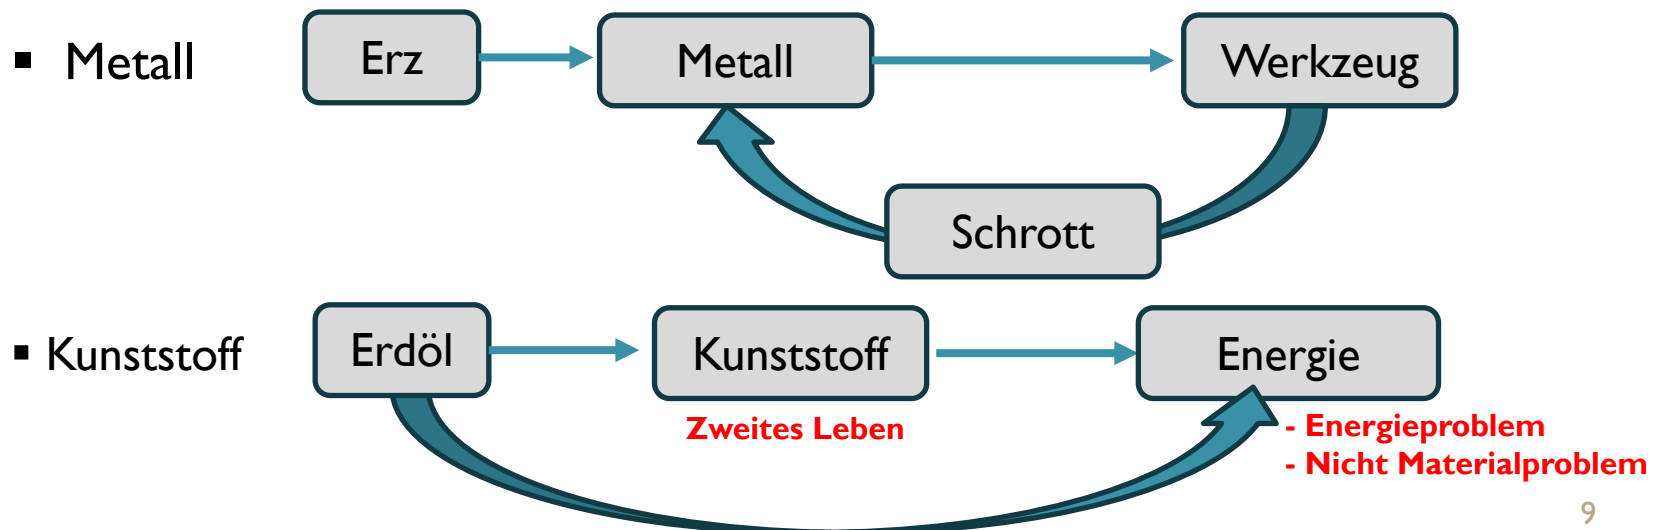 ▪ Metall
Erz
Metall
Werkzeug
Schrott
▪ Kunststoff
Erdöl
Kunststoff
Energie
Zweites Leben
- Energieproblem
- Nicht Materialproblem
9